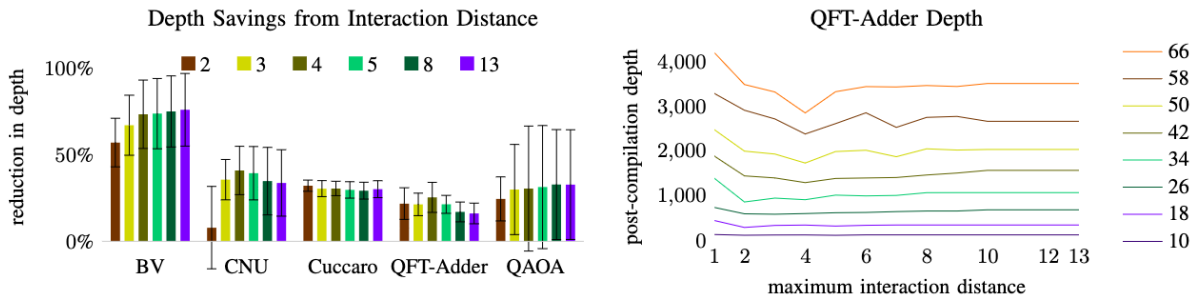 Depth Savings from Interaction Distance
2 3 4 5 8 13
reduction in depth
100%
50%
0%
BV CNU Cuccaro QFT-Adder QAOA
QFT-Adder Depth
post-compilation depth
4,000
3,000
2,000
1,000
0
1 2 4 6 8 10 12 13
maximum interaction distance
66
58
50
42
34
26
18
10